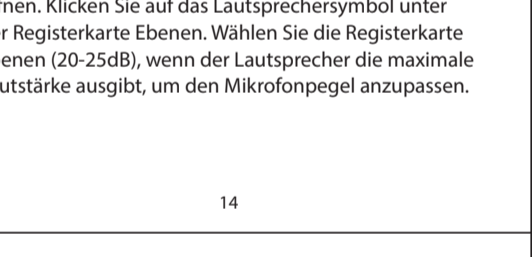 nen. Klicken Sie auf das Lautsprechersymbol unter
r Registerkarte Ebenen. Wählen Sie die Registerkarte
enen (20-25dB), wenn der Lautsprecher die maximale
utstärke ausgibt, um den Mikrofonpegel anzupassen.
14